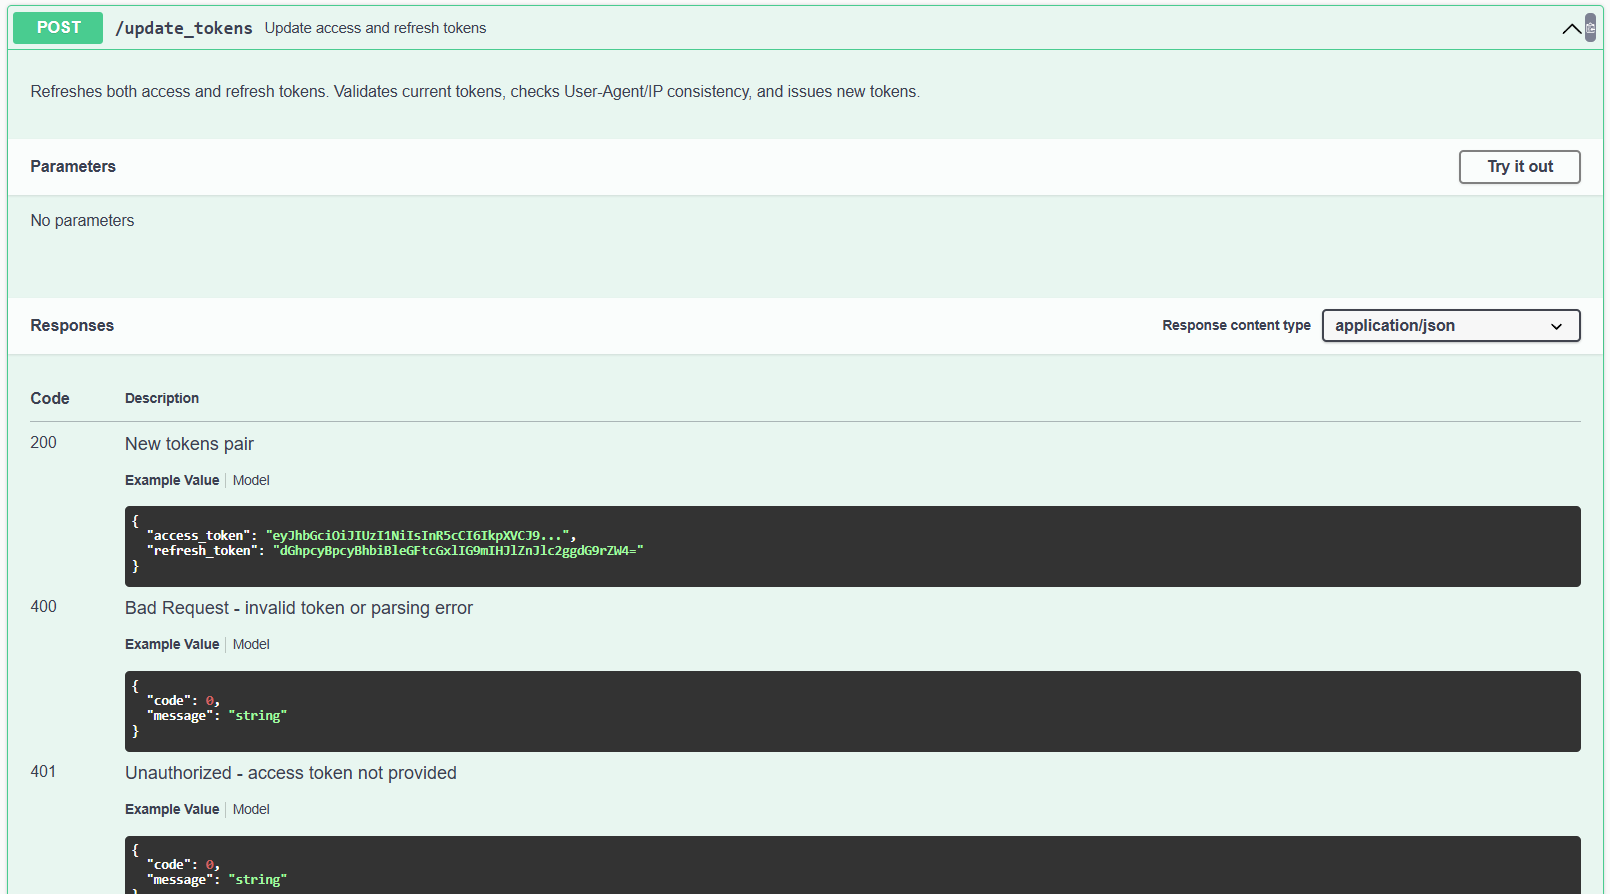 POST /update_tokens Update access and refresh tokens
Refreshes both access and refresh tokens. Validates current tokens, checks User-Agent/IP consistency, and issues new tokens.
Parameters Try it out
No parameters
Responses Response content type application/json
Code Description
200 New tokens pair
Example Value Model
{
  "access_token": "eyJhbGciOiJIUzI1NiIsInR5cCI6IkpXVCJ9...",
  "refresh_token": "dGhpcyBpcyBhbiBleGFtcGxlIG9mIHJlZnJlc2ggdG9rZW4="
}
400 Bad Request - invalid token or parsing error
Example Value Model
{
  "code": 0,
  "message": "string"
}
401 Unauthorized - access token not provided
Example Value Model
{
  "code": 0,
  "message": "string"
}